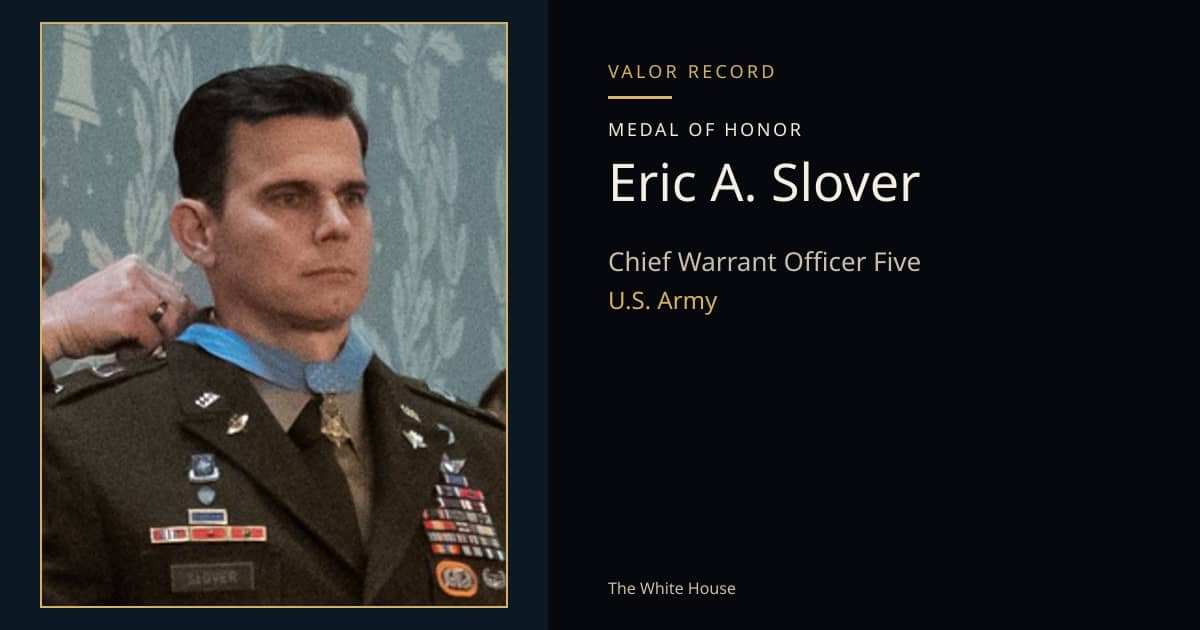 VALOR RECORD
MEDAL OF HONOR
Eric A. Slover
Chief Warrant Officer Five
U.S. Army
SLOVER
The White House